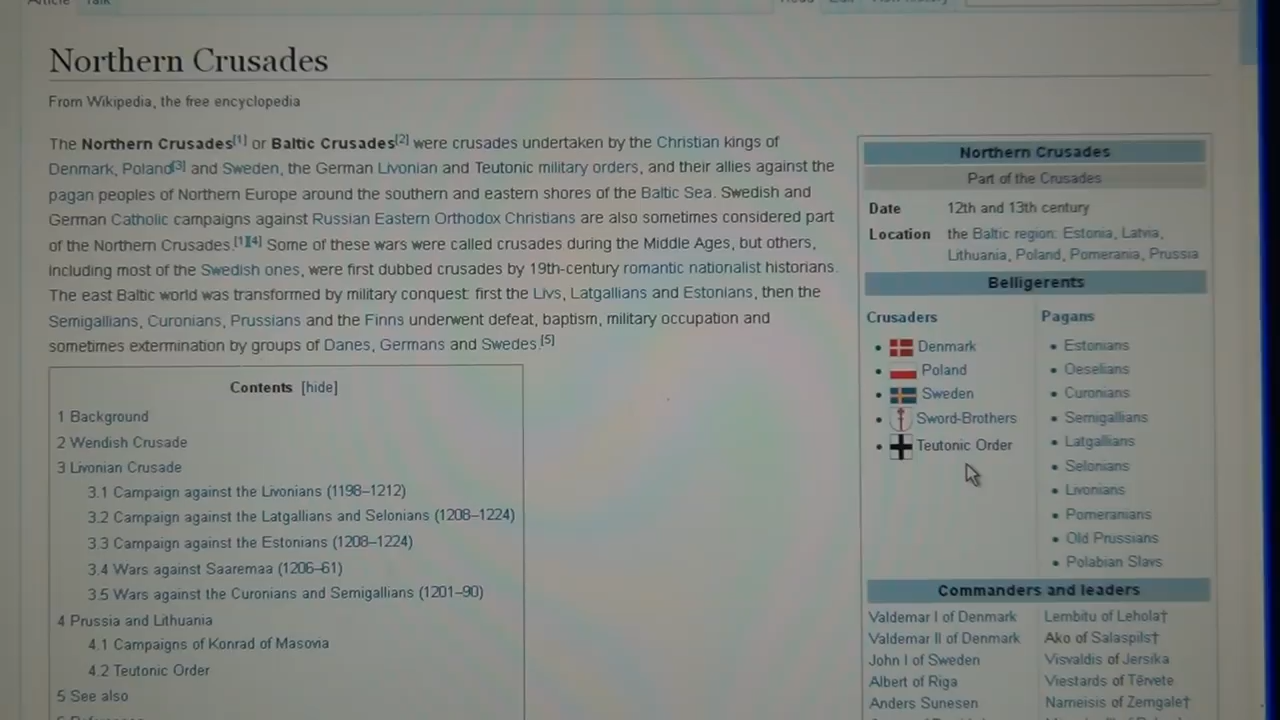 Article Talk
Northern Crusades
From Wikipedia, the free encyclopedia
The Northern Crusades[1] or Baltic Crusades[2] were crusades undertaken by the Christian kings of
Denmark, Poland[3] and Sweden, the German Livonian and Teutonic military orders, and their allies against the
pagan peoples of Northern Europe around the southern and eastern shores of the Baltic Sea. Swedish and
German Catholic campaigns against Russian Eastern Orthodox Christians are also sometimes considered part
of the Northern Crusades.[1][4] Some of these wars were called crusades during the Middle Ages, but others,
including most of the Swedish ones, were first dubbed crusades by 19th-century romantic nationalist historians.
The east Baltic world was transformed by military conquest: first the Livs, Latgallians and Estonians, then the
Semigallians, Curonians, Prussians and the Finns underwent defeat, baptism, military occupation and
sometimes extermination by groups of Danes, Germans and Swedes.[5]
Contents [hide]
1 Background
2 Wendish Crusade
3 Livonian Crusade
3.1 Campaign against the Livonians (1198–1212)
3.2 Campaign against the Latgallians and Selonians (1208–1224)
3.3 Campaign against the Estonians (1208–1224)
3.4 Wars against Saaremaa (1206–61)
3.5 Wars against the Curonians and Semigallians (1201–90)
4 Prussia and Lithuania
4.1 Campaigns of Konrad of Masovia
4.2 Teutonic Order
5 See also
Northern Crusades
Part of the Crusades
Date 12th and 13th century
Location the Baltic region: Estonia, Latvia,
Lithuania, Poland, Pomerania, Prussia
Belligerents
Crusaders
Denmark
Poland
Sweden
Sword-Brothers
Teutonic Order
Pagans
Estonians
Oeselians
Curonians
Semigallians
Latgallians
Selonians
Livonians
Pomeranians
Old Prussians
Polabian Slavs
Commanders and leaders
Valdemar I of Denmark
Valdemar II of Denmark
John I of Sweden
Albert of Riga
Anders Sunesen
Lembitu of Lehola†
Ako of Salaspils†
Visvaldis of Jersika
Viestards of Tērvete
Nameisis of Zemgale†